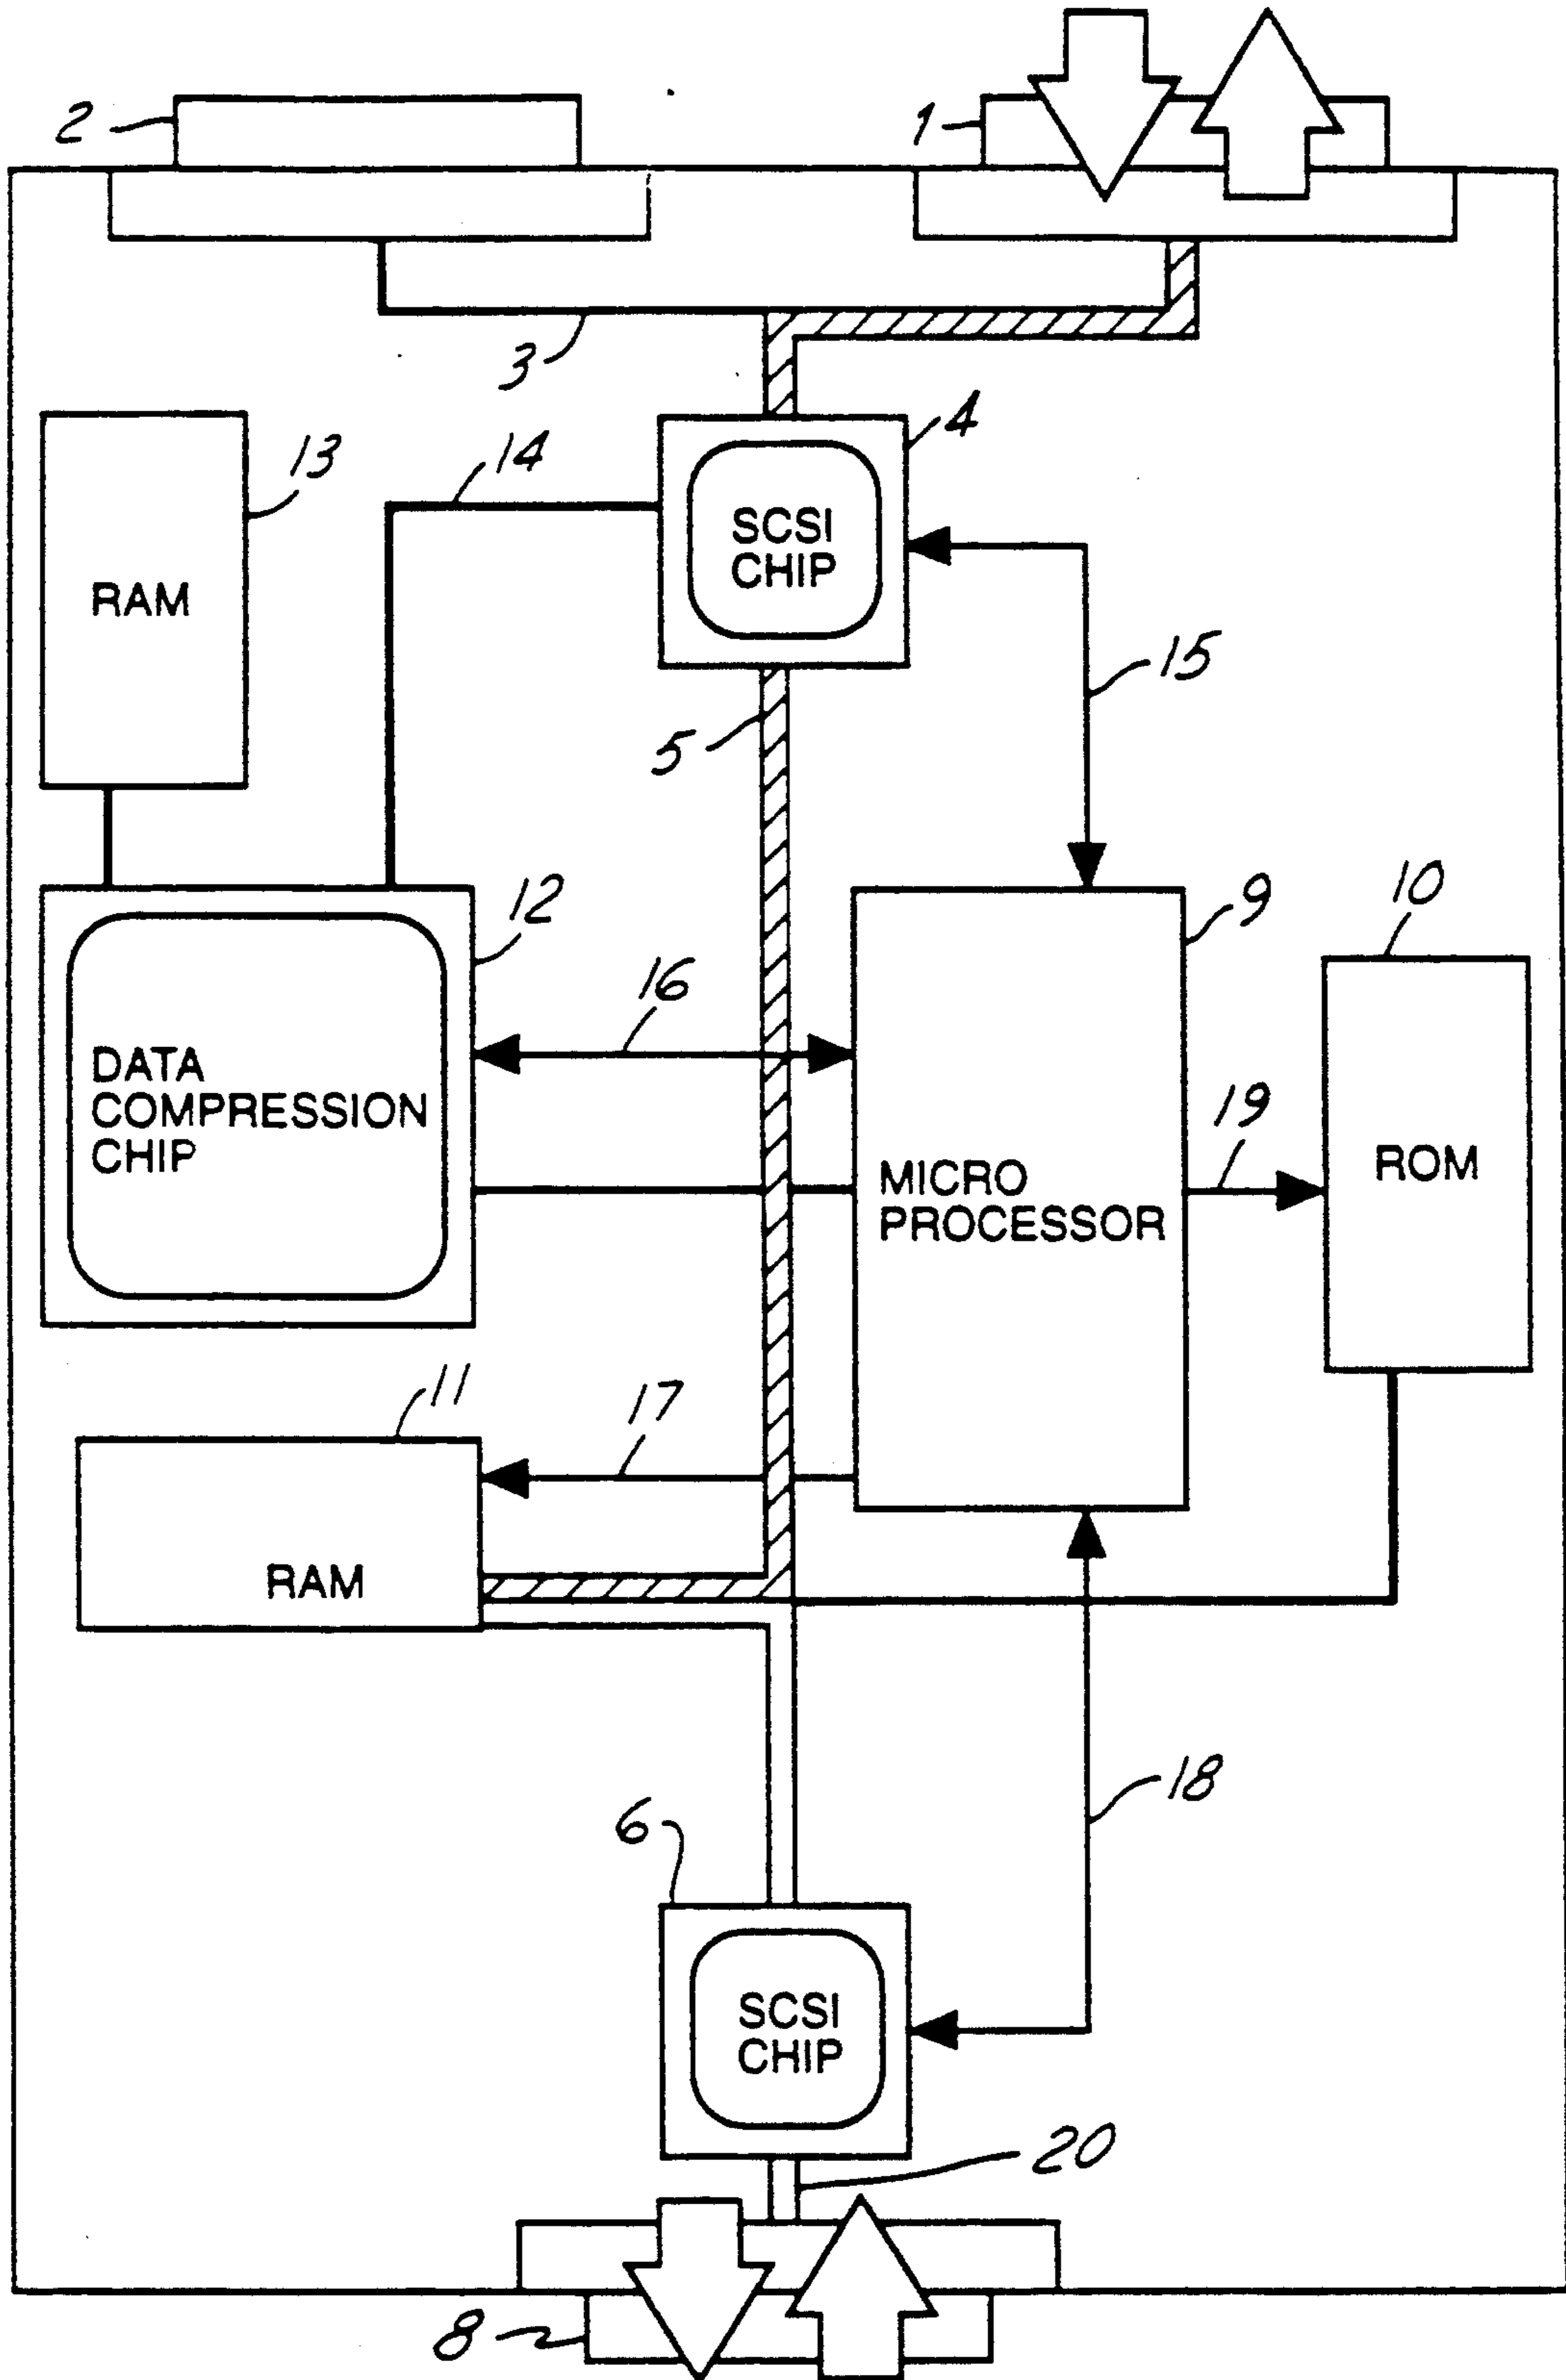 2
1
3
4
13
14
SCSI
CHIP
RAM
15
5
12
9
10
16
DATA
COMPRESSION
CHIP
19
MICRO
PROCESSOR
ROM
11
17
RAM
18
6
SCSI
CHIP
20
8